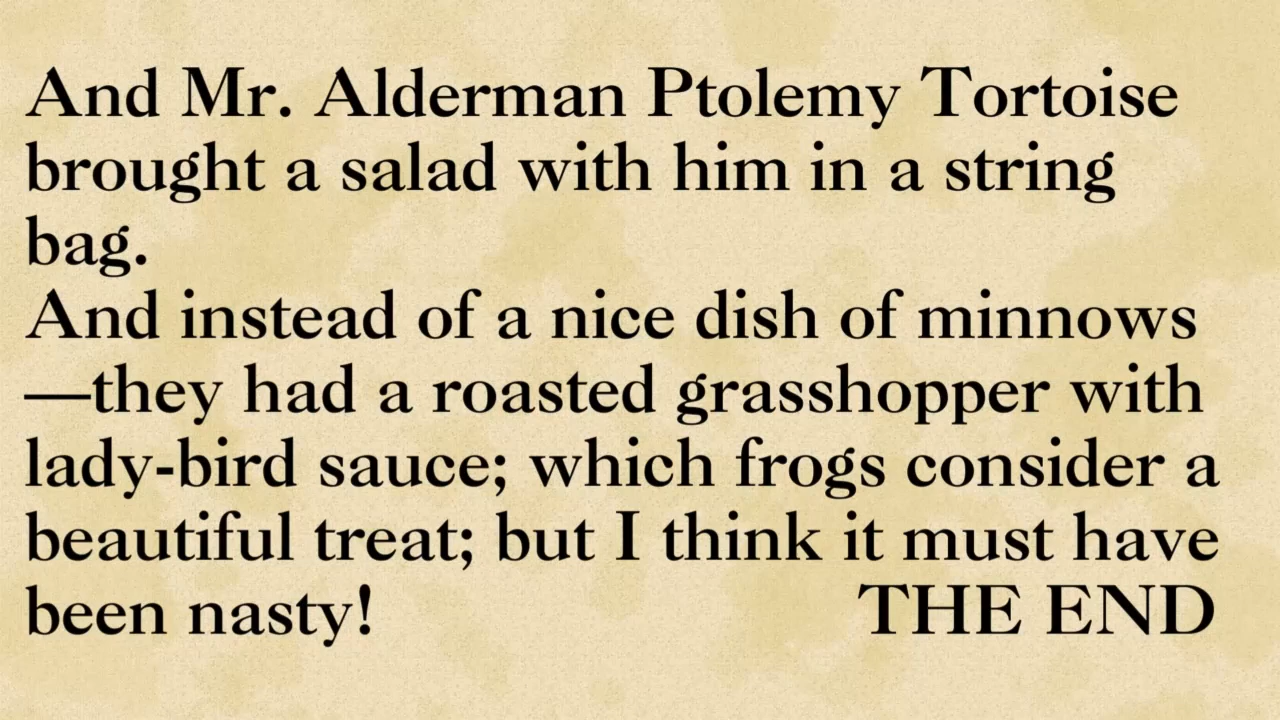 And Mr. Alderman Ptolemy Tortoise
brought a salad with him in a string
bag.
And instead of a nice dish of minnows
—they had a roasted grasshopper with
lady-bird sauce; which frogs consider a
beautiful treat; but I think it must have
been nasty! THE END